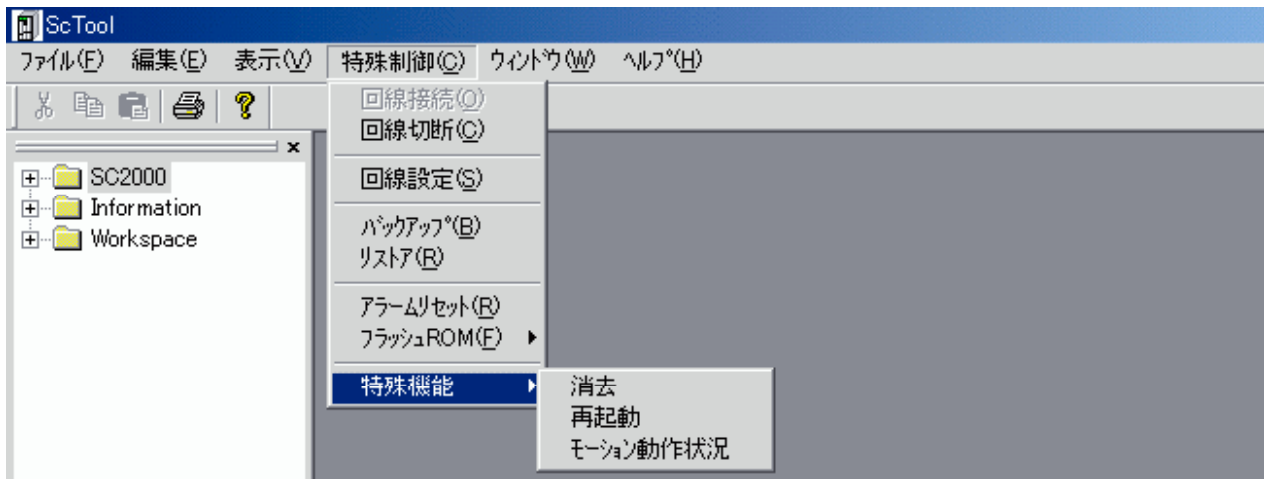 ScTool
ﾌｧｲﾙ(F) 編集(E) 表示(V) 特殊制御(C) ｳｨﾝﾄﾞｳ(W) ﾍﾙﾌﾟ(H)
回線接続(O)
回線切断(C)
回線設定(S)
ﾊﾞｯｸｱｯﾌﾟ(B)
ﾘｽﾄｱ(R)
ｱﾗｰﾑﾘｾｯﾄ(R)
ﾌﾗｯｼｭROM(F)
特殊機能
消去
再起動
ﾓｰｼｮﾝ動作状況
SC2000
Information
Workspace